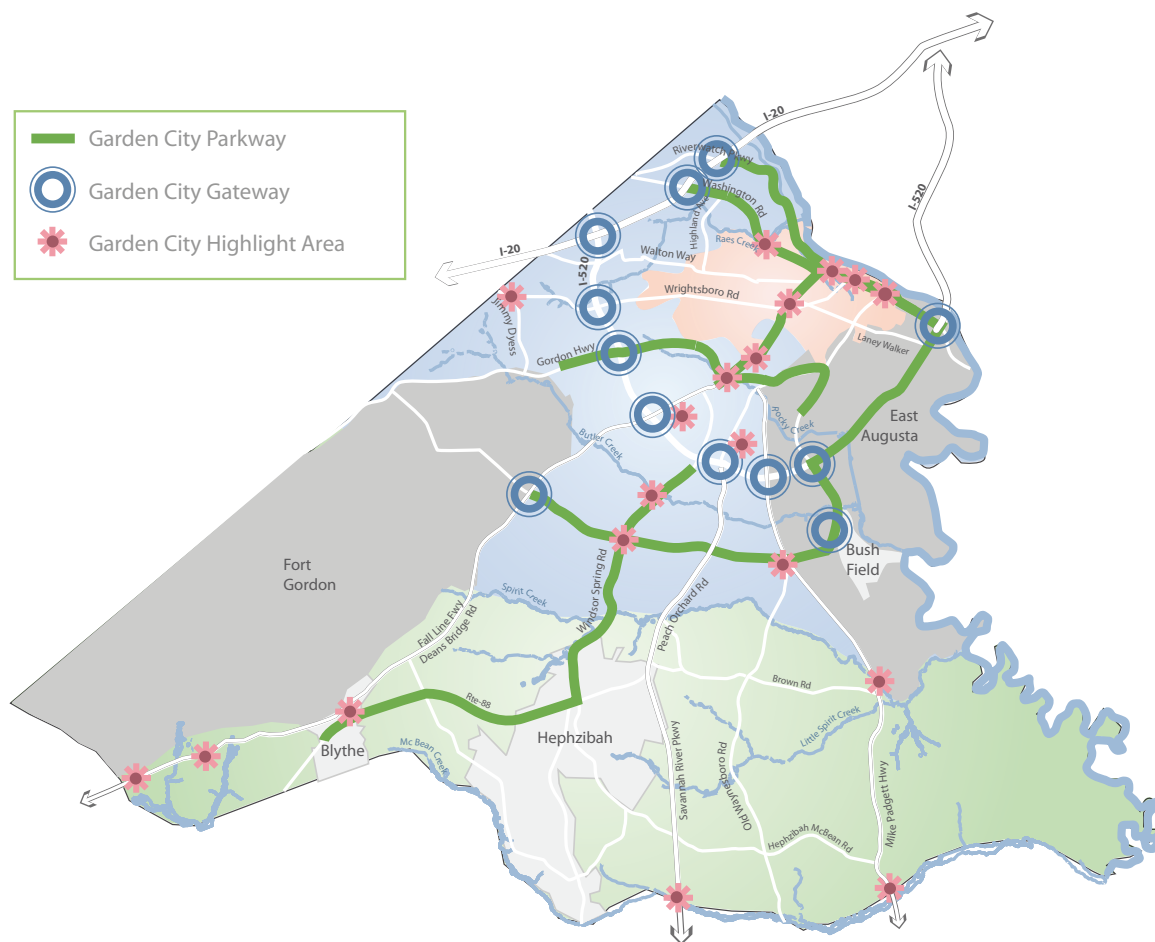 Garden City Parkway
Garden City Gateway
Garden City Highlight Area
I-20
Riverwatch Pkwy
Washington Rd
Highland Ave
Raes Creek
I-520
I-20
I-520
Walton Way
Wrightsboro Rd
Jimmy Dyess
Gordon Hwy
Laney Walker
Rocky Creek
East
Augusta
Butler Creek
Bush
Field
Fort
Gordon
Spirit Creek
Windsor Spring Rd
Peach Orchard Rd
Fall Line Fwy
Deans Bridge Rd
Rte-88
Brown Rd
Little Spirit Creek
Blythe
Mc Bean Creek
Hephzibah
Savannah River Pkwy
Old Waynesboro Rd
Mike Padgett Hwy
Hephzibah McBean Rd